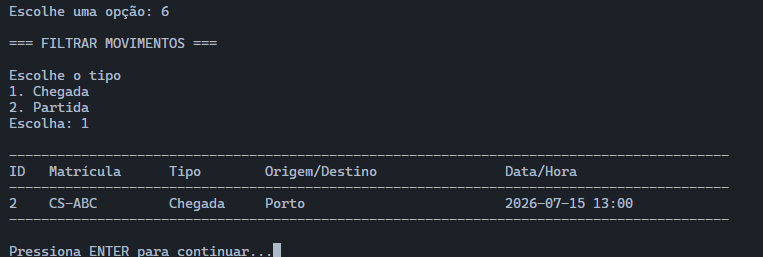 Escolhe uma opção: 6
=== FILTRAR MOVIMENTOS ===
Escolhe o tipo
1. Chegada
2. Partida
Escolha: 1
ID Matrícula Tipo Origem/Destino Data/Hora
2 CS-ABC Chegada Porto 2026-07-15 13:00
Pressiona ENTER para continuar...